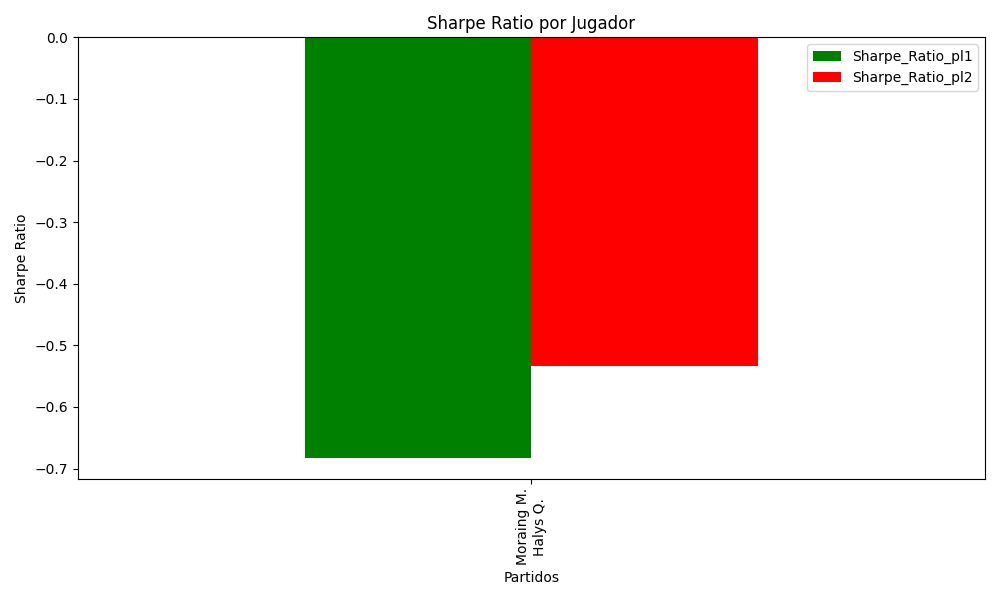 Sharpe Ratio por Jugador
Sharpe_Ratio_pl1
Sharpe_Ratio_pl2
Sharpe Ratio
0.0
−0.1
−0.2
−0.3
−0.4
−0.5
−0.6
−0.7
Moraing M.
Halys Q.
Partidos